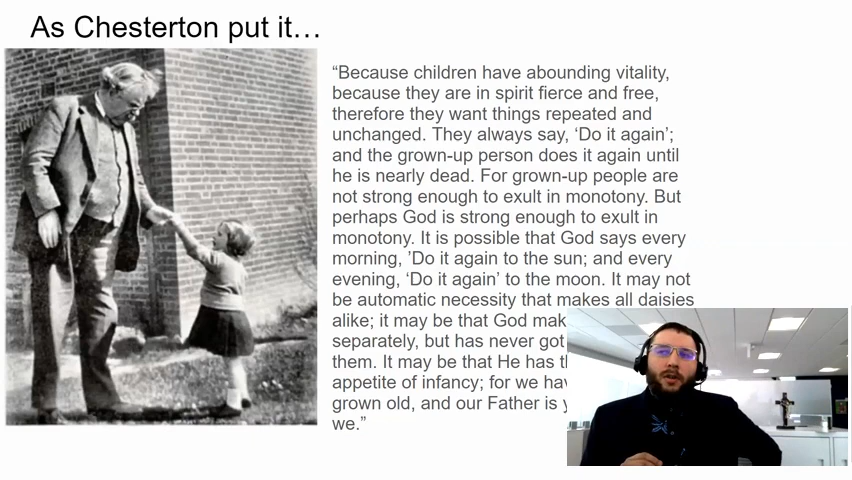 As Chesterton put it…
“Because children have abounding vitality,
because they are in spirit fierce and free,
therefore they want things repeated and
unchanged. They always say, ‘Do it again’;
and the grown-up person does it again until
he is nearly dead. For grown-up people are
not strong enough to exult in monotony. But
perhaps God is strong enough to exult in
monotony. It is possible that God says every
morning, ’Do it again to the sun; and every
evening, ‘Do it again’ to the moon. It may not
be automatic necessity that makes all daisies
alike; it may be that God
separately, but has never got
them. It may be that He has
appetite of infancy; for we
grown old, and our Father is
we.”